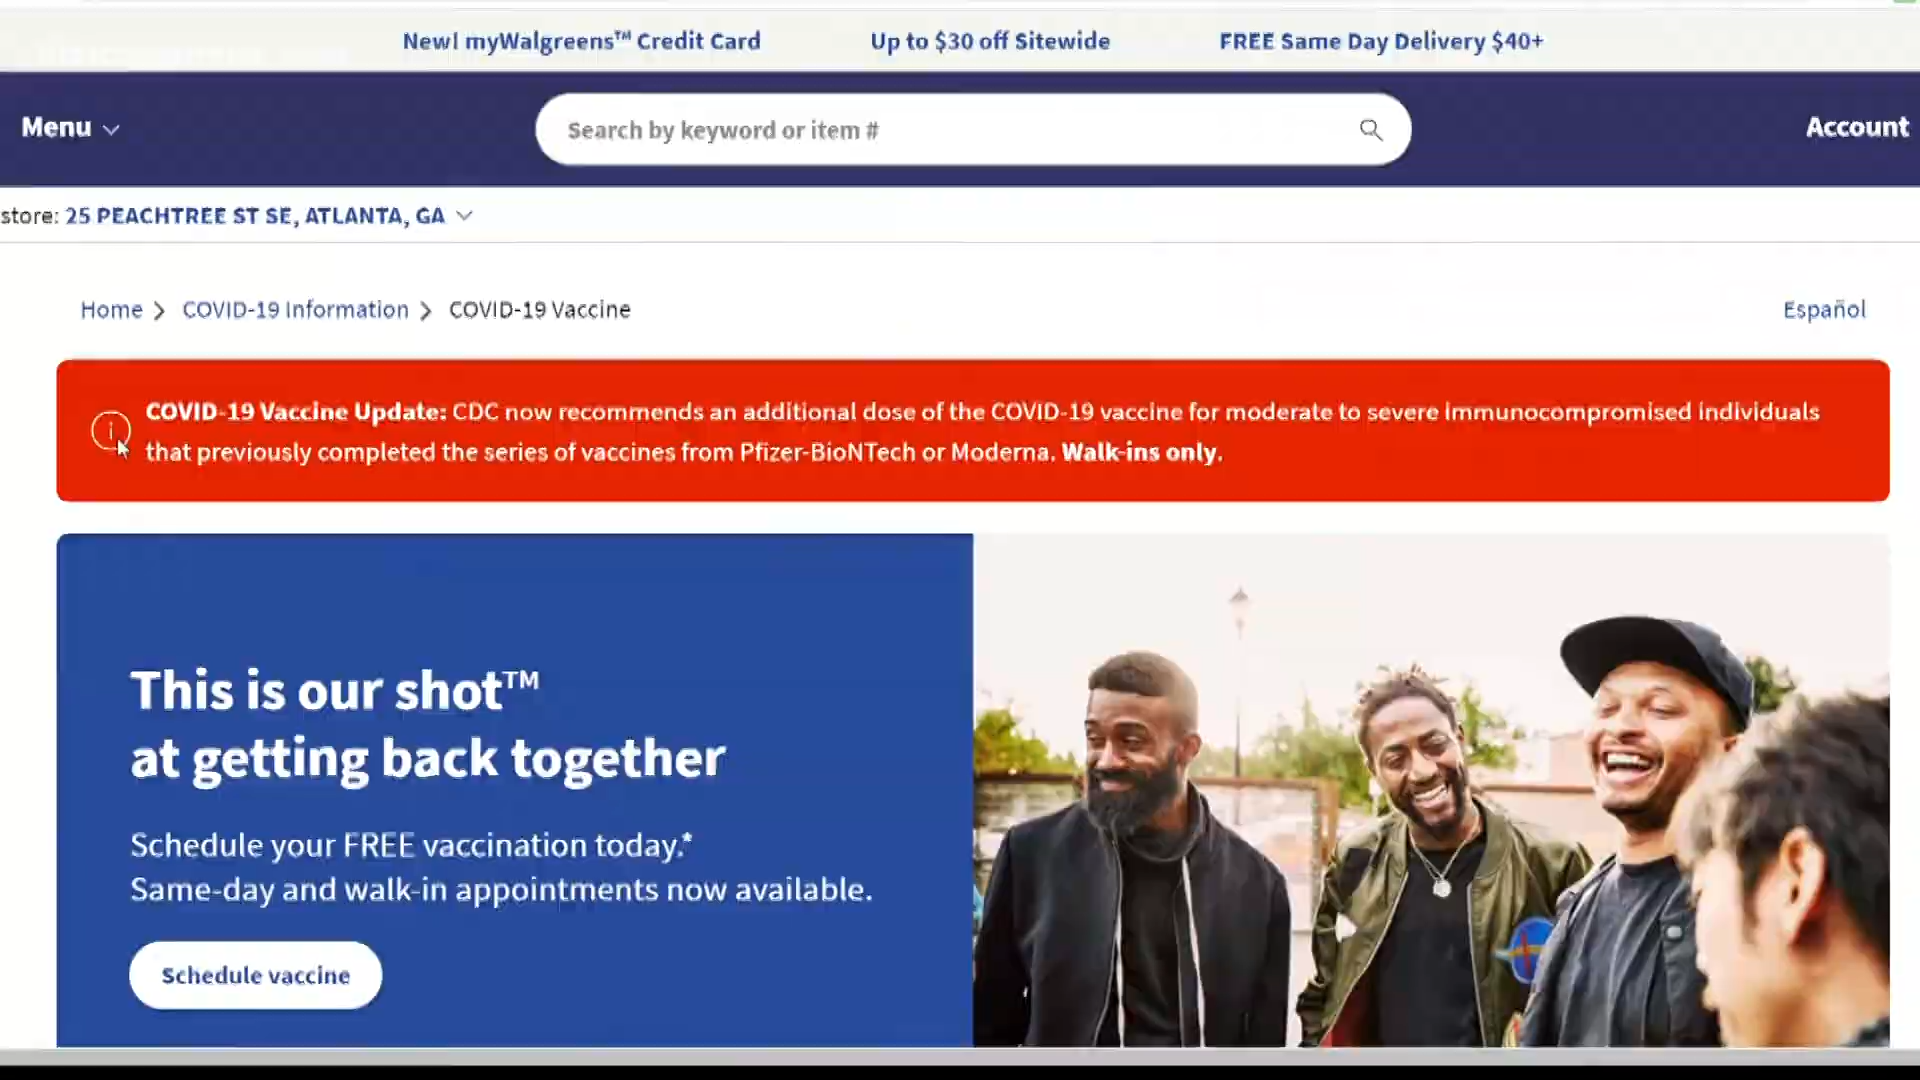 New! myWalgreens™ Credit Card
Up to $30 off Sitewide
FREE Same Day Delivery $40+
Menu
Search by keyword or item #
Account
store: 25 PEACHTREE ST SE, ATLANTA, GA
Home > COVID-19 Information > COVID-19 Vaccine
Español
COVID-19 Vaccine Update: CDC now recommends an additional dose of the COVID-19 vaccine for moderate to severe immunocompromised individuals
that previously completed the series of vaccines from Pfizer-BioNTech or Moderna. Walk-ins only.
This is our shot™
at getting back together
Schedule your FREE vaccination today.*
Same-day and walk-in appointments now available.
Schedule vaccine